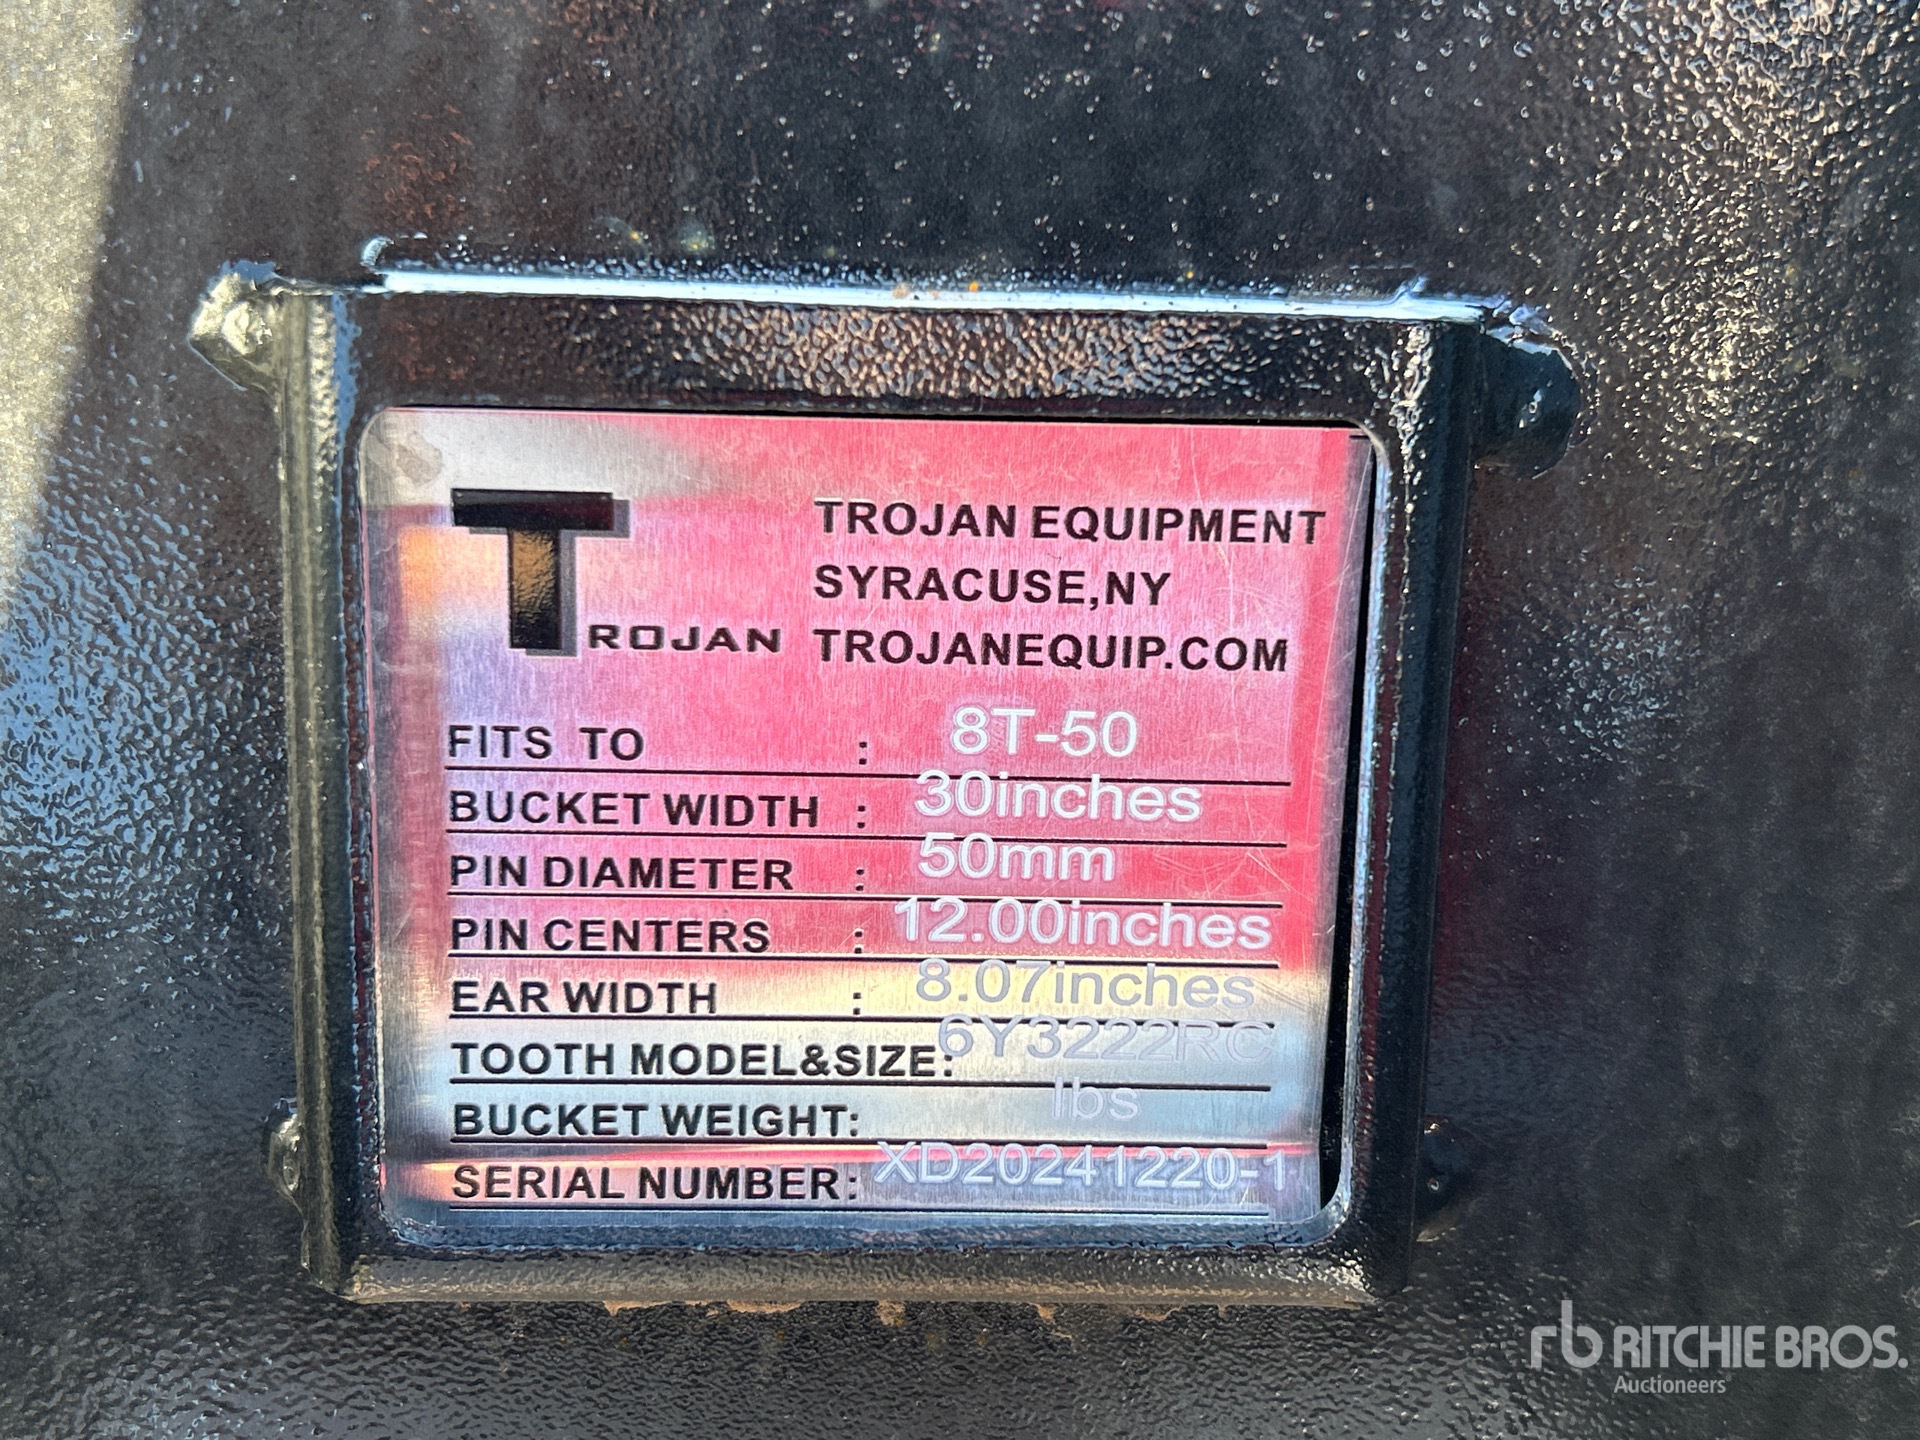 TROJAN
TROJAN EQUIPMENT
SYRACUSE,NY
TROJANEQUIP.COM
FITS TO : 8T-50
BUCKET WIDTH : 30inches
PIN DIAMETER : 50mm
PIN CENTERS : 12.00inches
EAR WIDTH : 8.07inches
TOOTH MODEL&SIZE: 6Y3222RC
BUCKET WEIGHT: lbs
SERIAL NUMBER: XD20241220-1
rb RITCHIE BROS.
Auctioneers